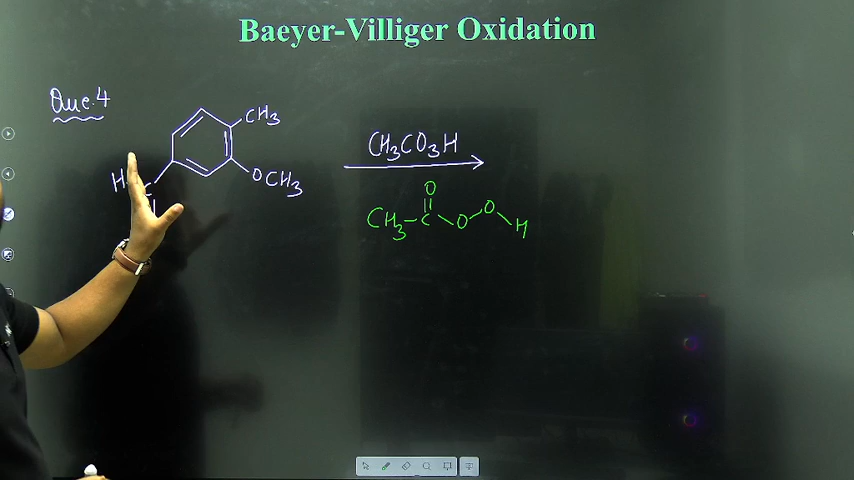 Baeyer-Villiger Oxidation
Que.4
CH3
OCH3
H
C
CH3CO3H
O
CH3-C
O
O
H